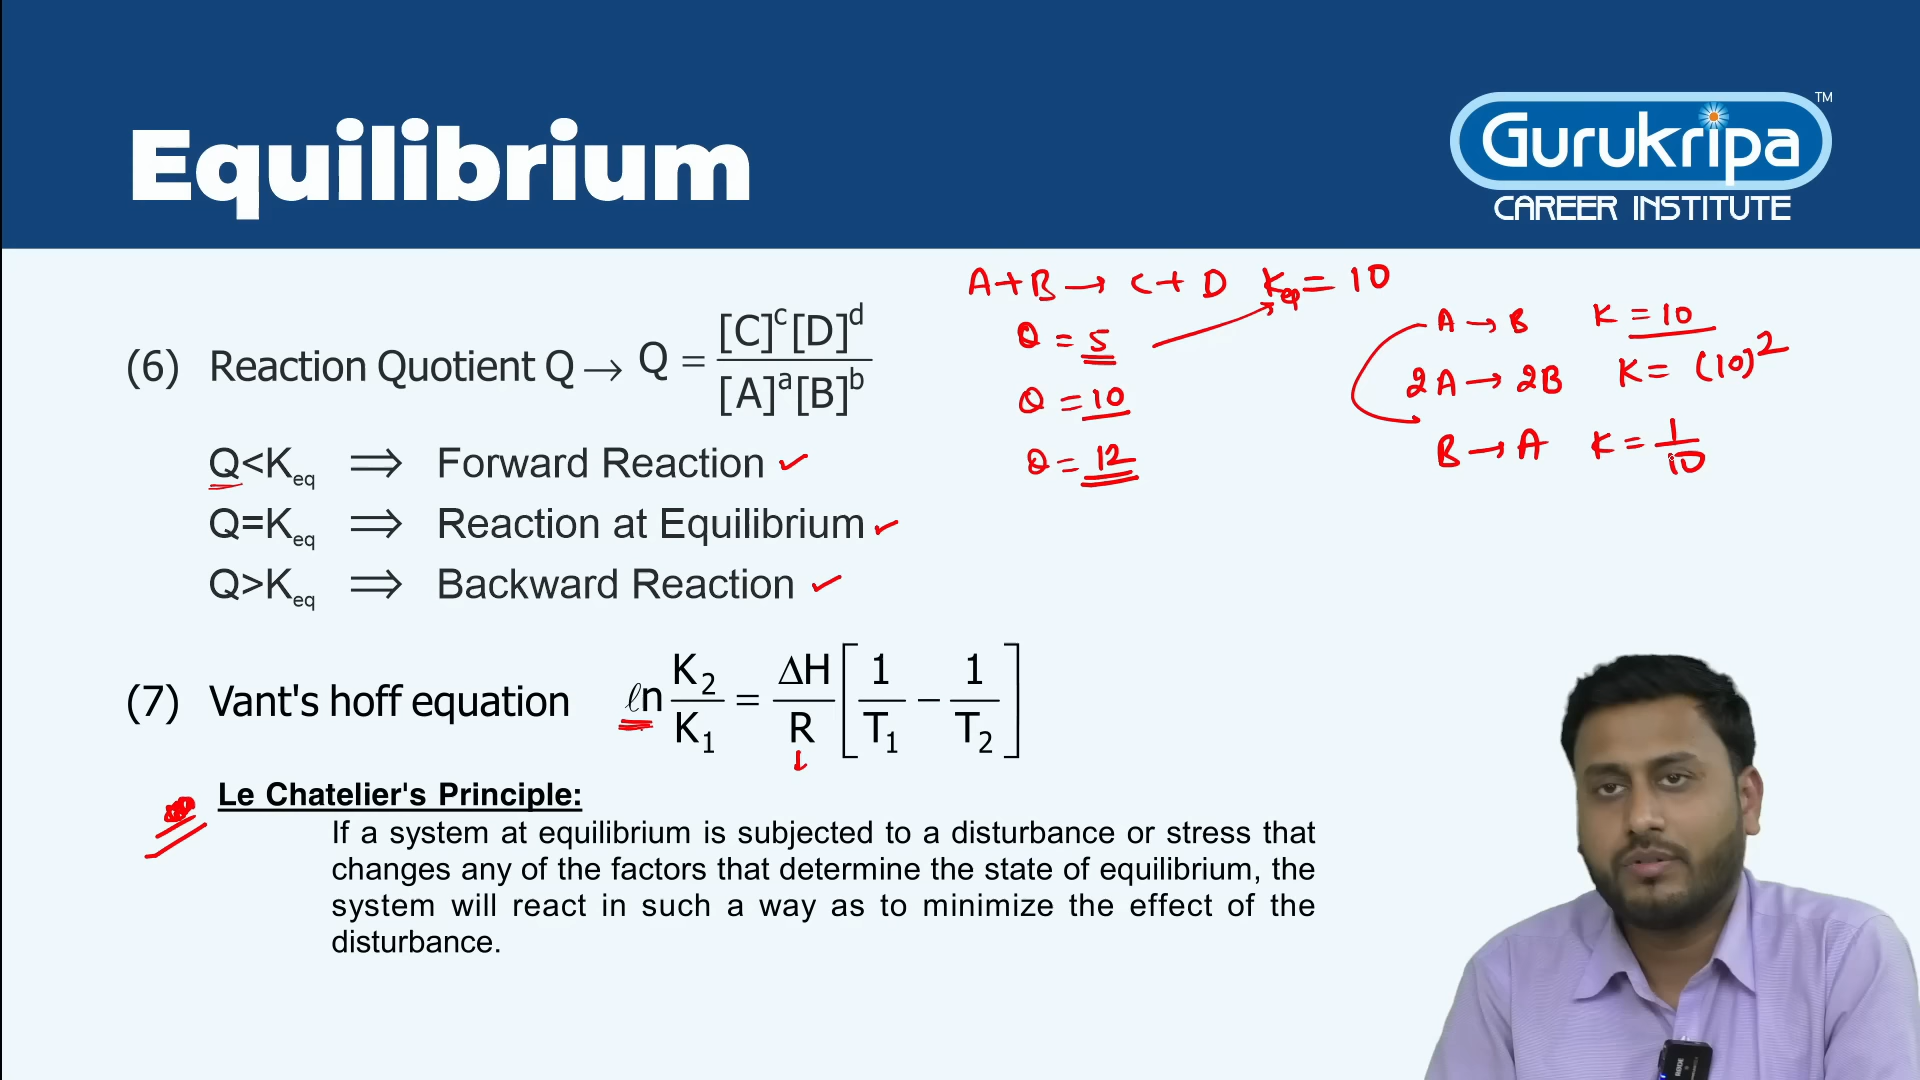 Equilibrium
Gurukripa TM
CAREER INSTITUTE
A+B → C+D Keq = 10
Q = 5
Q = 10
Q = 12
A → B K = 10
2A → 2B K = (10)²
B → A K = 1/10
(6) Reaction Quotient Q → Q = [C]^c[D]^d / [A]^a[B]^b
Q<Keq ⇒ Forward Reaction ✓
Q=Keq ⇒ Reaction at Equilibrium ✓
Q>Keq ⇒ Backward Reaction ✓
(7) Vant's hoff equation ℓn K₂/K₁ = ΔH/R [1/T₁ − 1/T₂]
Le Chatelier's Principle:
If a system at equilibrium is subjected to a disturbance or stress that
changes any of the factors that determine the state of equilibrium, the
system will react in such a way as to minimize the effect of the
disturbance.